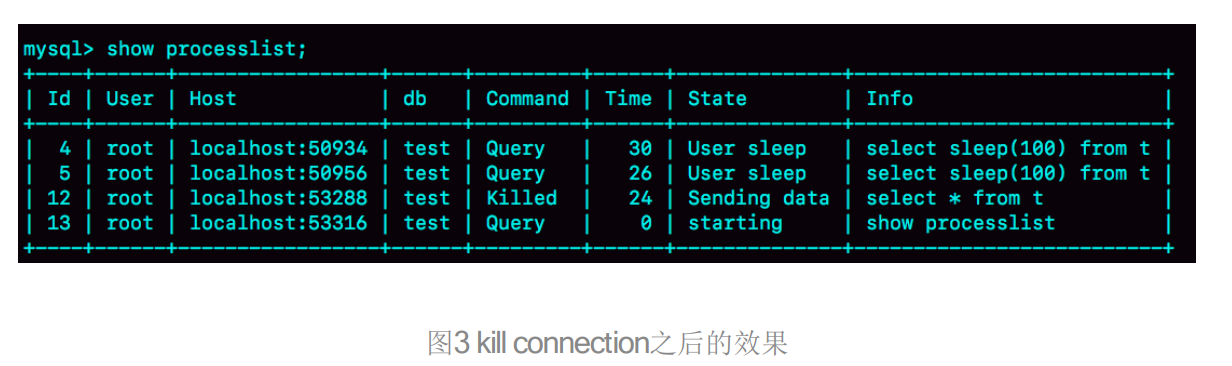 mysql> show processlist;
+----+------+-----------------+------+---------+------+--------------+--------------------------+
| Id | User | Host            | db   | Command | Time | State        | Info                     |
+----+------+-----------------+------+---------+------+--------------+--------------------------+
|  4 | root | localhost:50934 | test | Query   |   30 | User sleep   | select sleep(100) from t |
|  5 | root | localhost:50956 | test | Query   |   26 | User sleep   | select sleep(100) from t |
| 12 | root | localhost:53288 | test | Killed  |   24 | Sending data | select * from t          |
| 13 | root | localhost:53316 | test | Query   |    0 | starting     | show processlist         |
+----+------+-----------------+------+---------+------+--------------+--------------------------+
图3 kill connection之后的效果